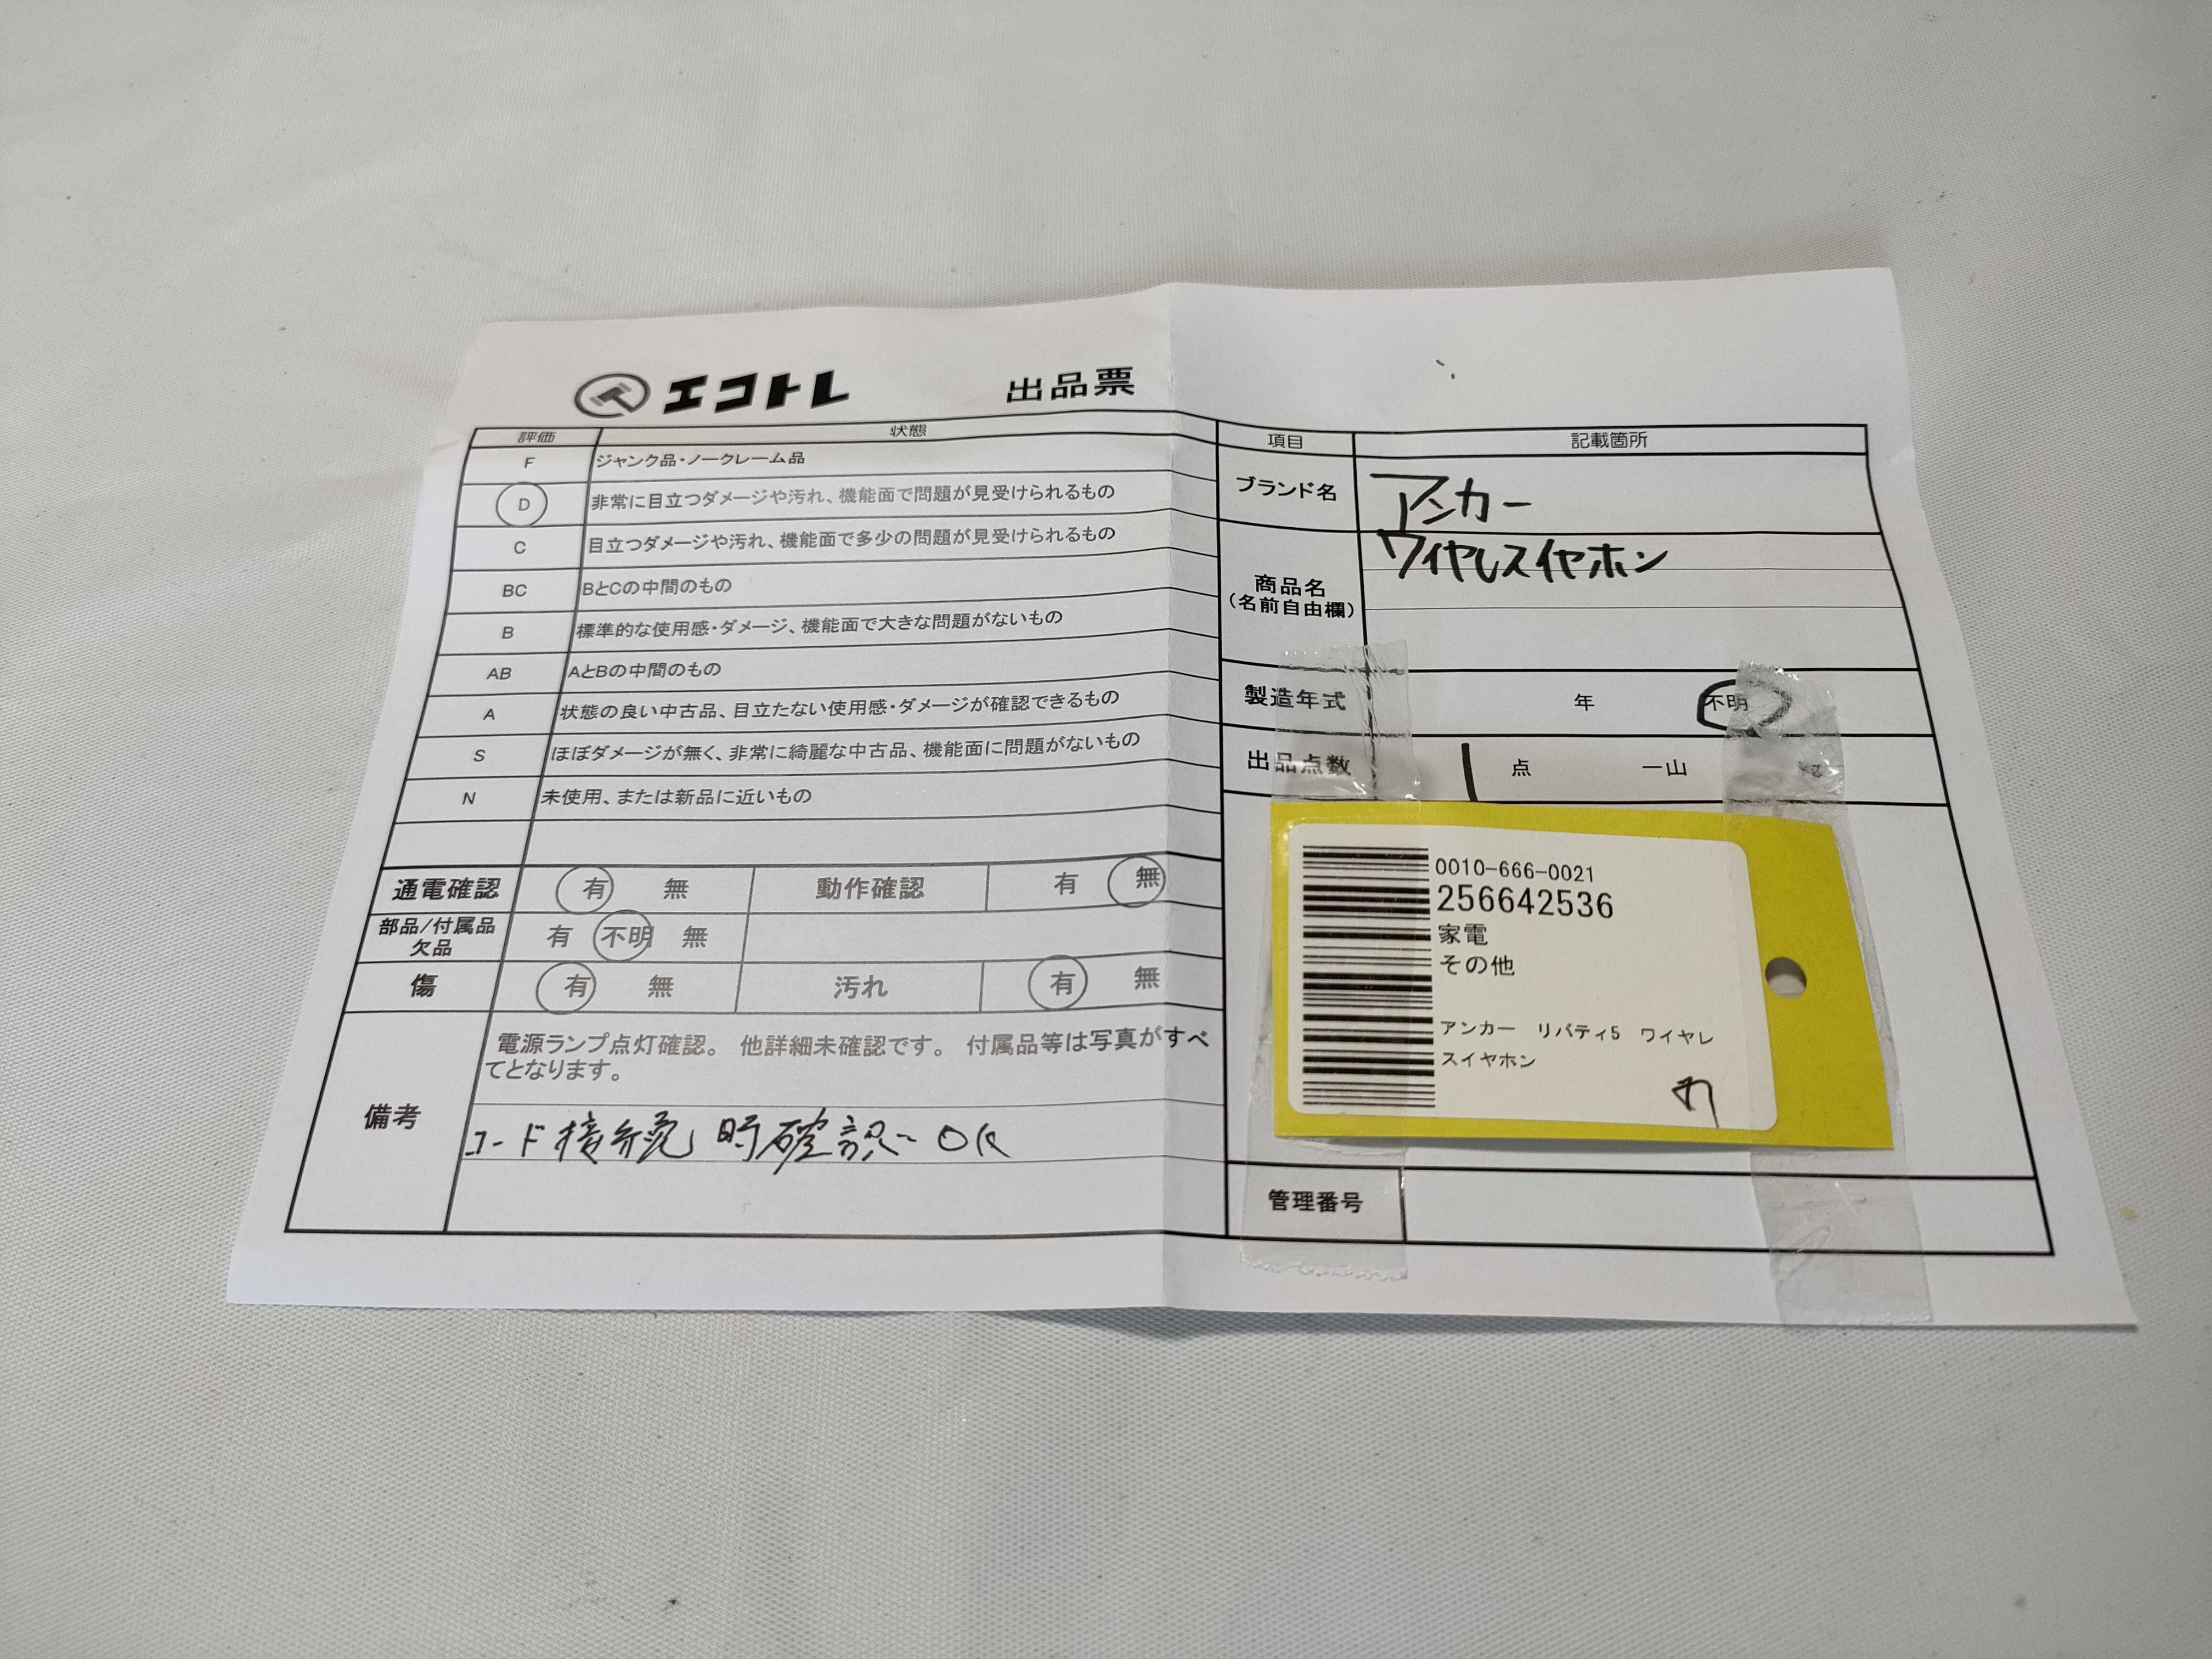 エコトレ 出品票
評価 状態
F ジャンク品・ノークレーム品
D 非常に目立つダメージや汚れ、機能面で問題が見受けられるもの
C 目立つダメージや汚れ、機能面で多少の問題が見受けられるもの
BC BとCの中間のもの
B 標準的な使用感・ダメージ、機能面で大きな問題がないもの
AB AとBの中間のもの
A 状態の良い中古品、目立たない使用感・ダメージが確認できるもの
S ほぼダメージが無く、非常に綺麗な中古品、機能面に問題がないもの
N 未使用、または新品に近いもの
通電確認 有 無 動作確認 有 無
部品/付属品
欠品
有 不明 無
傷 有 無 汚れ 有 無
備考
電源ランプ点灯確認。 他詳細未確認です。 付属品等は写真がすべ
てとなります。
コード接続時確認OK
項目 記載箇所
ブランド名 アンカー
商品名
(名前自由欄)
ワイヤレスイヤホン
製造年式 年 不明
出品点数 1 点 一山
0010-666-0021
256642536
家電
その他
アンカー リバティ5 ワイヤレ
スイヤホン
管理番号